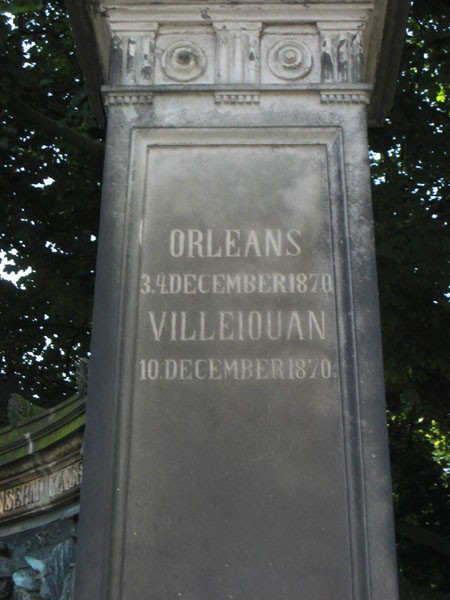 ORLEANS
3.4.DECEMBER 1870.
VILLEIOUAN
10.DECEMBER 1870.